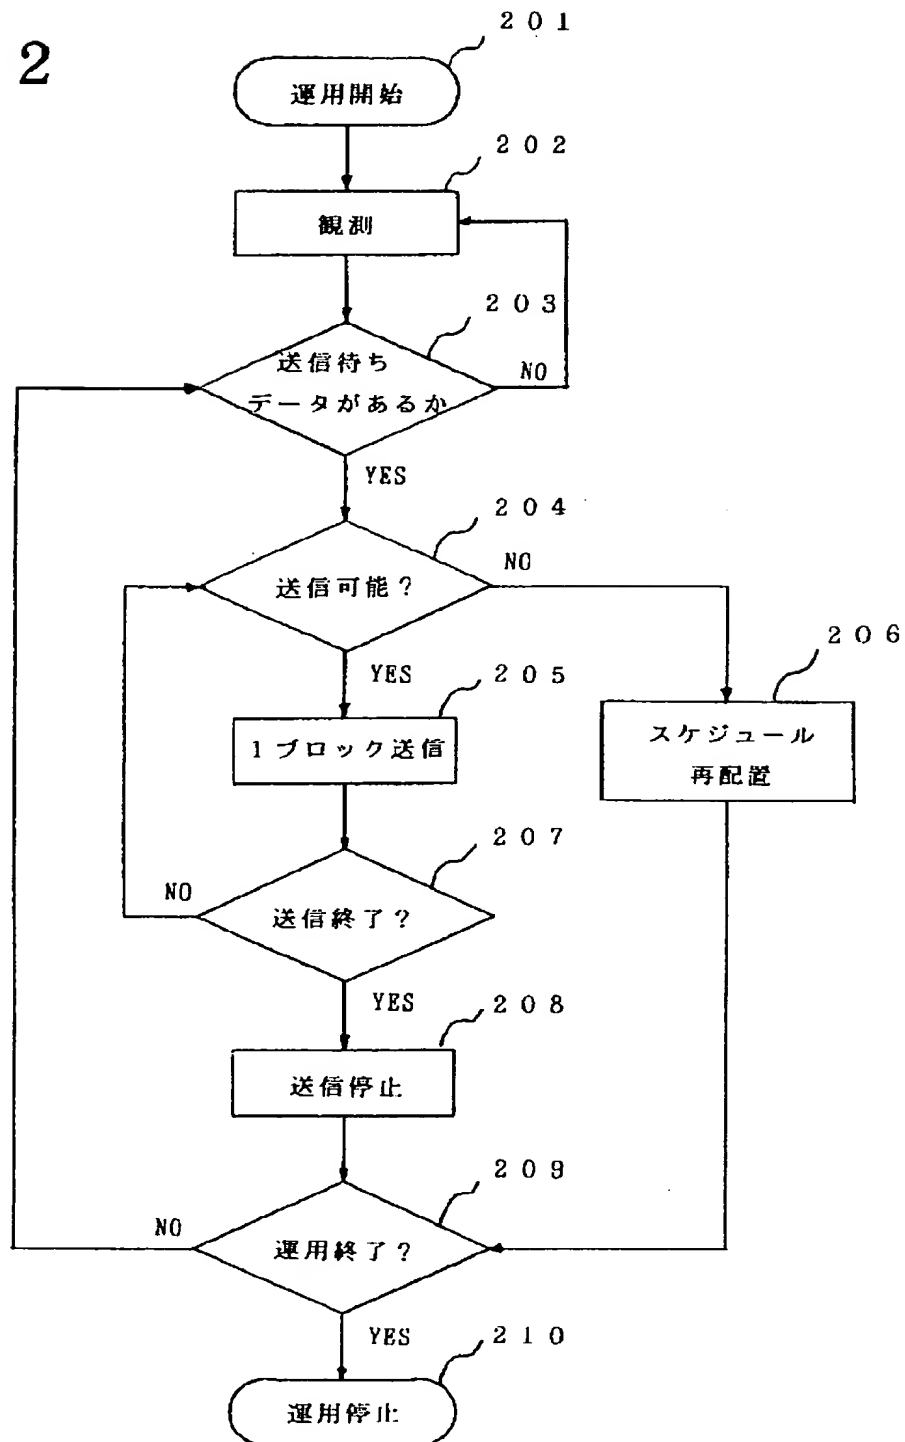 2
201
運用開始
202
観測
203
送信待ち
データがあるか
NO
YES
204
送信可能?
NO
YES
205
206
1ブロック送信
スケジュール
再配置
207
NO
送信終了?
YES
208
送信停止
209
NO
運用終了?
YES
210
運用停止